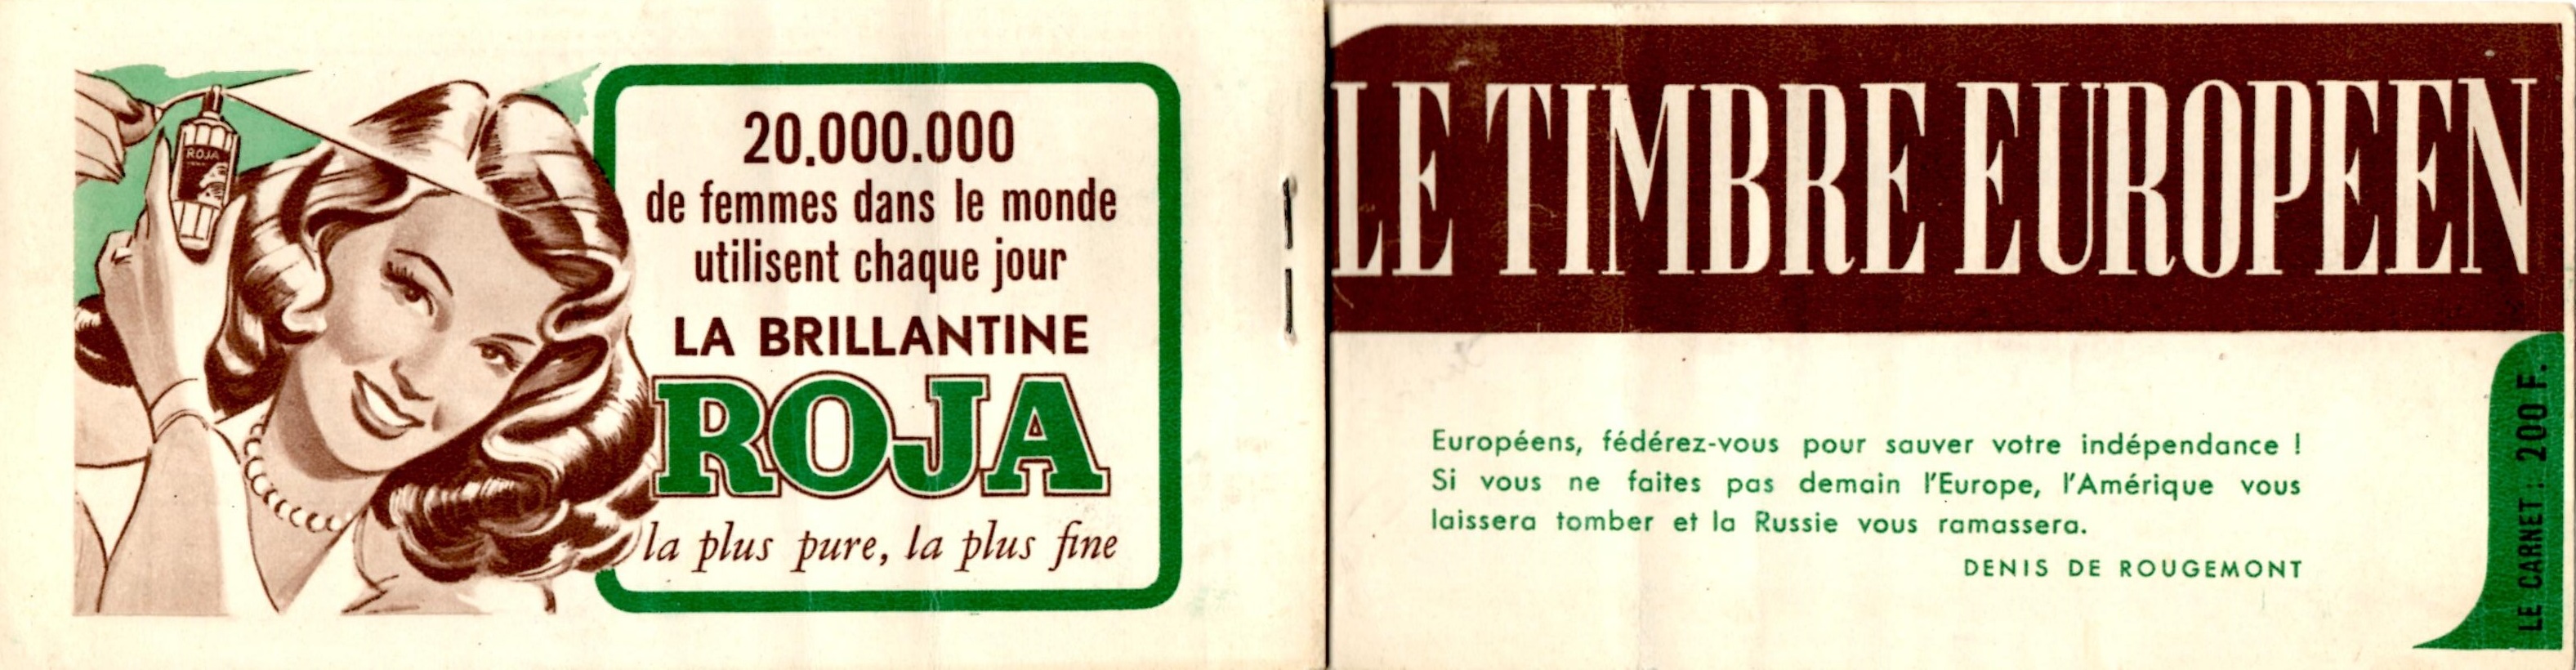 ROJA
20.000.000
de femmes dans le monde
utilisent chaque jour
LA BRILLANTINE
ROJA
la plus pure, la plus fine
LE TIMBRE EUROPEEN
Européens, fédérez-vous pour sauver votre indépendance !
Si vous ne faites pas demain l'Europe, l'Amérique vous
laissera tomber et la Russie vous ramassera.
DENIS DE ROUGEMONT
LE CARNET : 200 F.